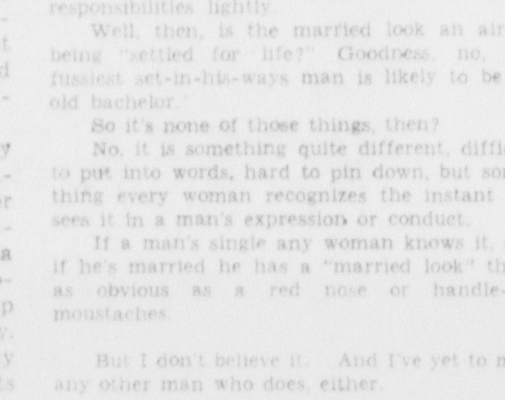 responsibilities lightly.
Well, then, is the married look an air
being "settled for life?" Goodness, no,
fussiest set-in-his-ways man is likely to be
old bachelor.
So it's none of those things, then?
No, it is something quite different, diffi
to put into words, hard to pin down, but som
thing every woman recognizes the instant
sees it in a man's expression or conduct.
If a man's single any woman knows it,
if he's married he has a "married look" th
as obvious as a red nose or handle-
moustaches.
But I don't believe it. And I've yet to m
any other man who does, either.